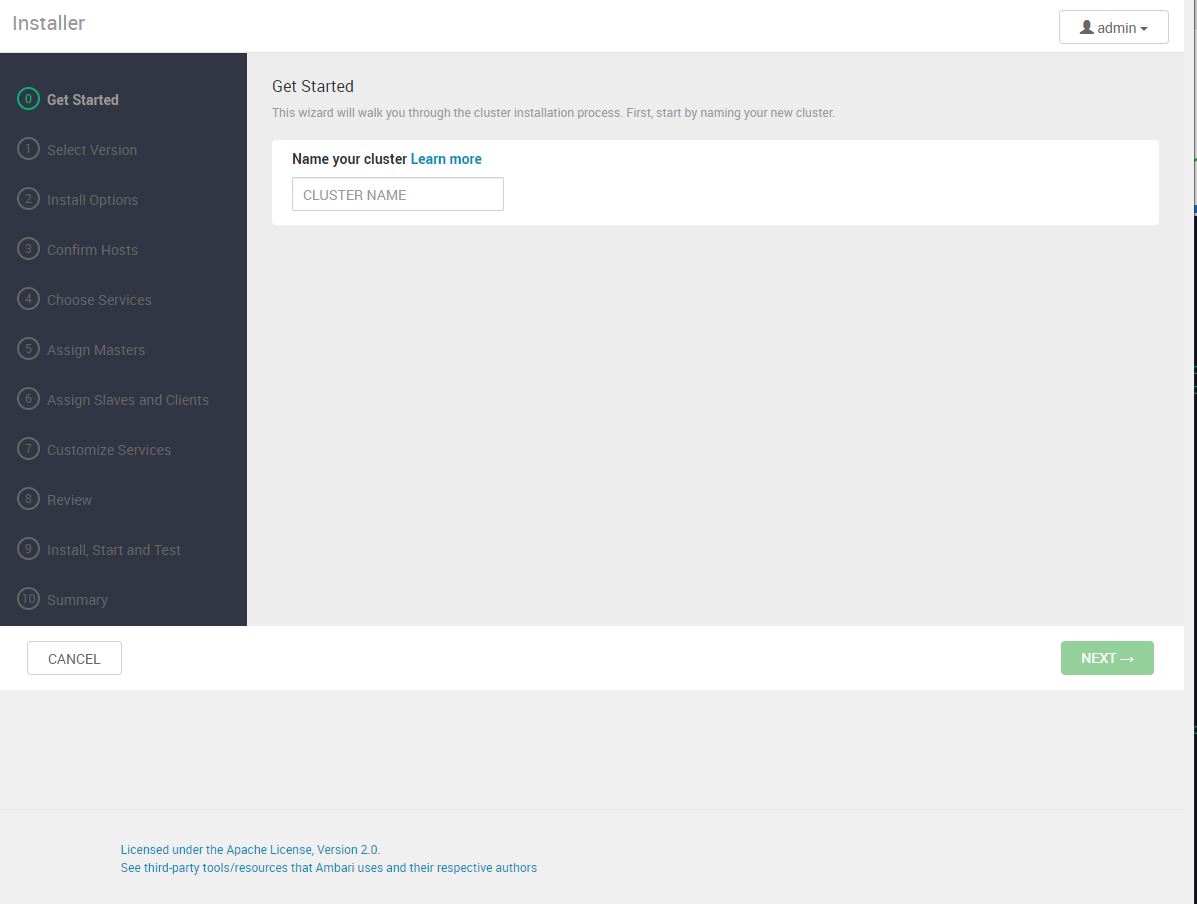 Installer
admin
0 Get Started
1 Select Version
2 Install Options
3 Confirm Hosts
4 Choose Services
5 Assign Masters
6 Assign Slaves and Clients
7 Customize Services
8 Review
9 Install, Start and Test
10 Summary
Get Started
This wizard will walk you through the cluster installation process. First, start by naming your new cluster.
Name your cluster Learn more
CLUSTER NAME
CANCEL
NEXT →
Licensed under the Apache License, Version 2.0.
See third-party tools/resources that Ambari uses and their respective authors